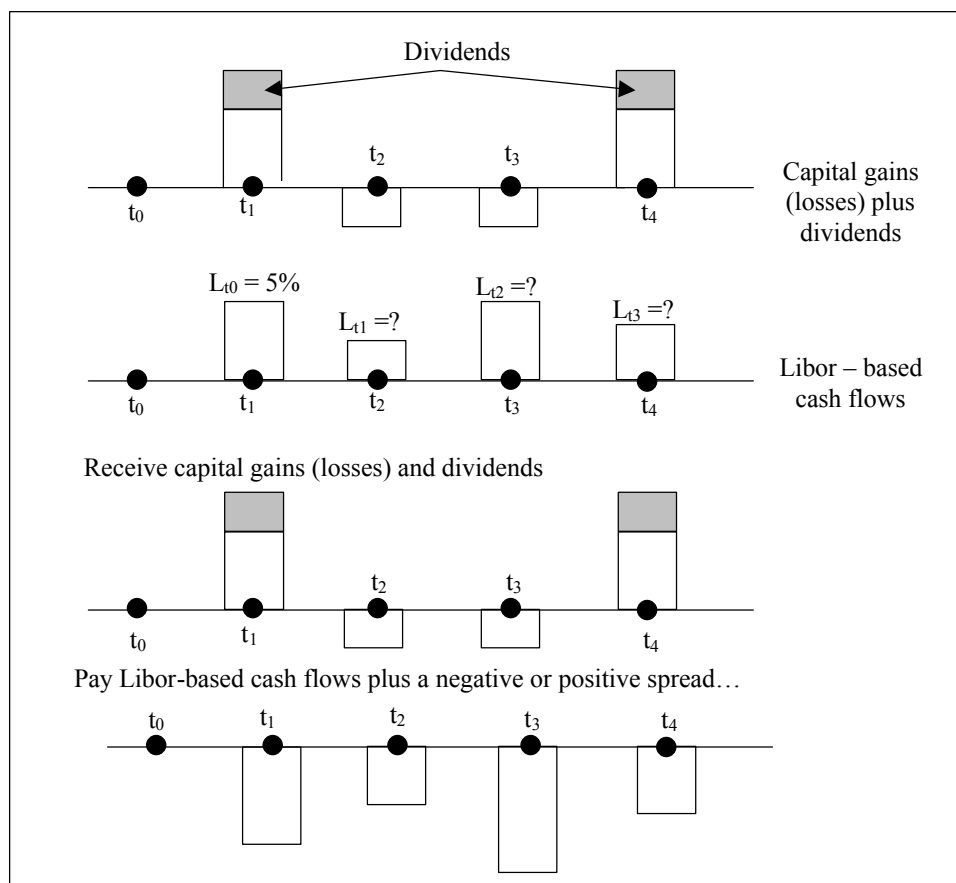 Dividends
t₂ t₃
t₀ t₁ t₄
Capital gains
(losses) plus
dividends
Lt0 = 5%
Lt1 =?
Lt2 =?
Lt3 =?
t₀ t₁ t₂ t₃ t₄
Libor – based
cash flows
Receive capital gains (losses) and dividends
t₂ t₃
t₀ t₁ t₄
Pay Libor-based cash flows plus a negative or positive spread…
t₀ t₁ t₂ t₃ t₄